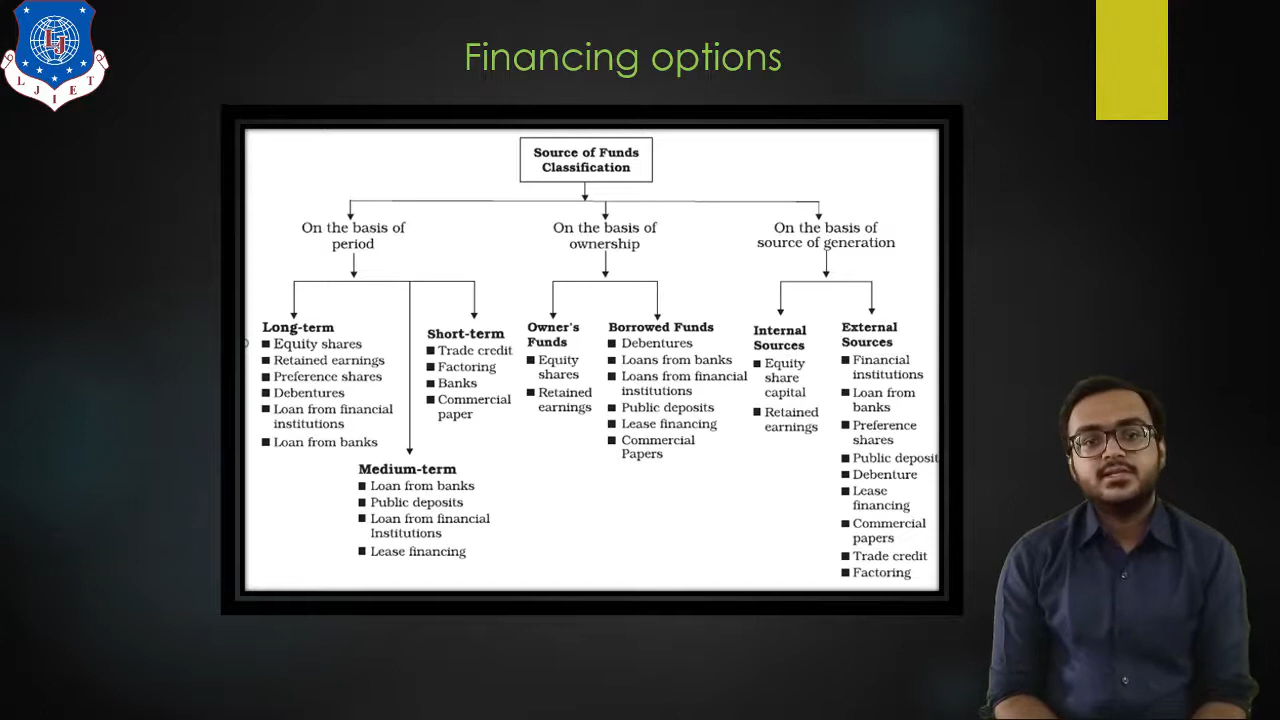 LJIET
LJ
Financing options
Source of Funds
Classification
On the basis of
period
On the basis of
ownership
On the basis of
source of generation
Long-term
■ Equity shares
■ Retained earnings
■ Preference shares
■ Debentures
■ Loan from financial
institutions
■ Loan from banks
Medium-term
■ Loan from banks
■ Public deposits
■ Loan from financial
Institutions
■ Lease financing
Short-term
■ Trade credit
■ Factoring
■ Banks
■ Commercial
paper
Owner's
Funds
■ Equity
shares
■ Retained
earnings
Borrowed Funds
■ Debentures
■ Loans from banks
■ Loans from financial
institutions
■ Public deposits
■ Lease financing
■ Commercial
Papers
Internal
Sources
■ Equity
share
capital
■ Retained
earnings
External
Sources
■ Financial
institutions
■ Loan from
banks
■ Preference
shares
■ Public deposit
■ Debenture
■ Lease
financing
■ Commercial
papers
■ Trade credit
■ Factoring